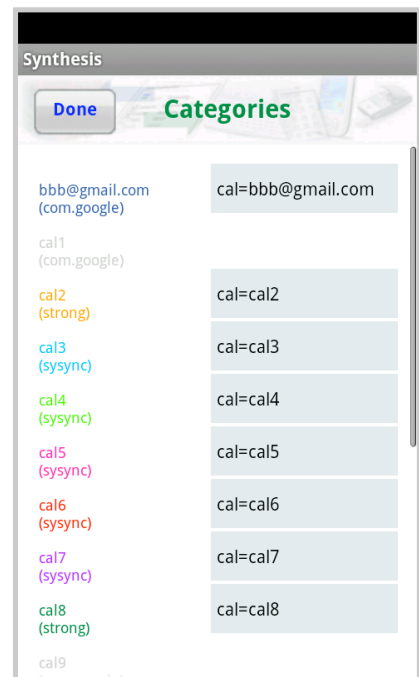 Synthesis
Done
Categories
bbb@gmail.com
(com.google)
cal=bbb@gmail.com
cal1
(com.google)
cal2
(strong)
cal=cal2
cal3
(sysync)
cal=cal3
cal4
(sysync)
cal=cal4
cal5
(sysync)
cal=cal5
cal6
(sysync)
cal=cal6
cal7
(sysync)
cal=cal7
cal8
(strong)
cal=cal8
cal9